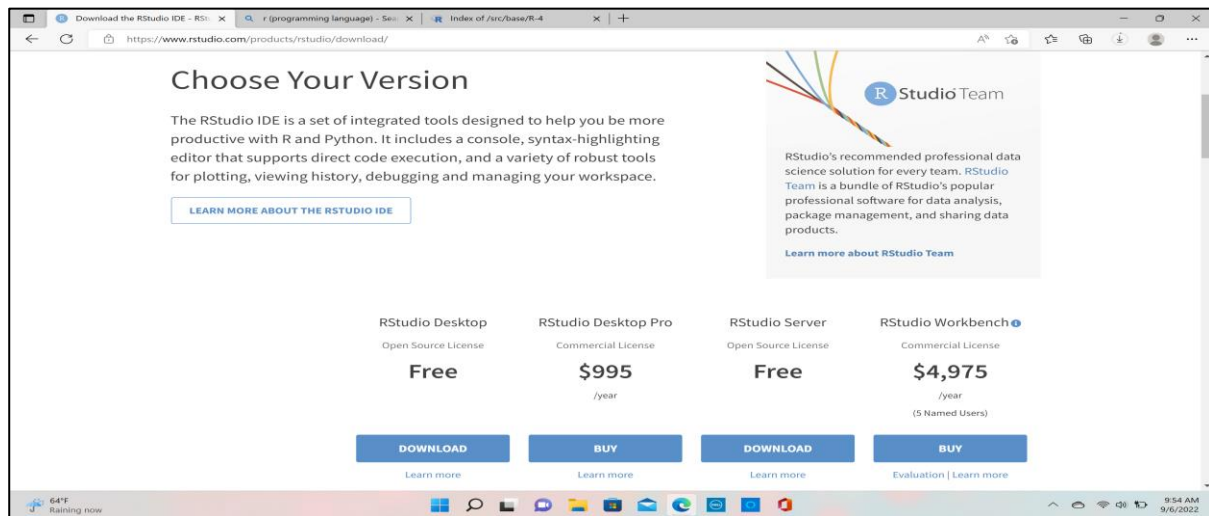 Download the RStudio IDE - RSt
r (programming language) - Sea
Index of /src/base/R-4
https://www.rstudio.com/products/rstudio/download/
Choose Your Version
The RStudio IDE is a set of integrated tools designed to help you be more
productive with R and Python. It includes a console, syntax-highlighting
editor that supports direct code execution, and a variety of robust tools
for plotting, viewing history, debugging and managing your workspace.
LEARN MORE ABOUT THE RSTUDIO IDE
R Studio Team
RStudio's recommended professional data
science solution for every team. RStudio
Team is a bundle of RStudio's popular
professional software for data analysis,
package management, and sharing data
products.
Learn more about RStudio Team
RStudio Desktop
Open Source License
Free
DOWNLOAD
Learn more
RStudio Desktop Pro
Commercial License
$995
/year
BUY
Learn more
RStudio Server
Open Source License
Free
DOWNLOAD
Learn more
RStudio Workbench
Commercial License
$4,975
/year
(5 Named Users)
BUY
Evaluation | Learn more
64°F
Raining now
9:54 AM
9/6/2022